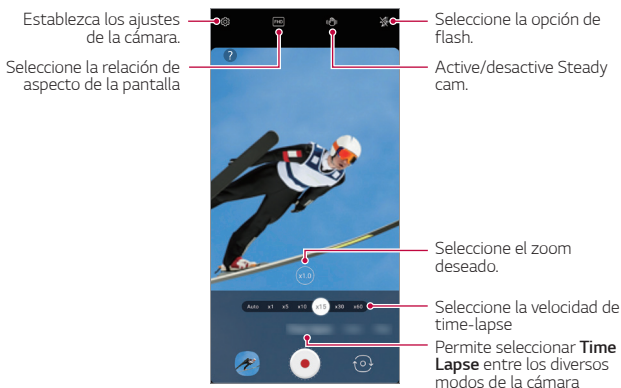 Establezca los ajustes
de la cámara.
Seleccione la relación de
aspecto de la pantalla
FHD
?
Seleccione la opción de
flash.
Active/desactive Steady
cam.
x1.0
Seleccione el zoom
deseado.
Auto x1 x5 x10 x15 x30 x60
Seleccione la velocidad de
time-lapse
Permite seleccionar Time
Lapse entre los diversos
modos de la cámara